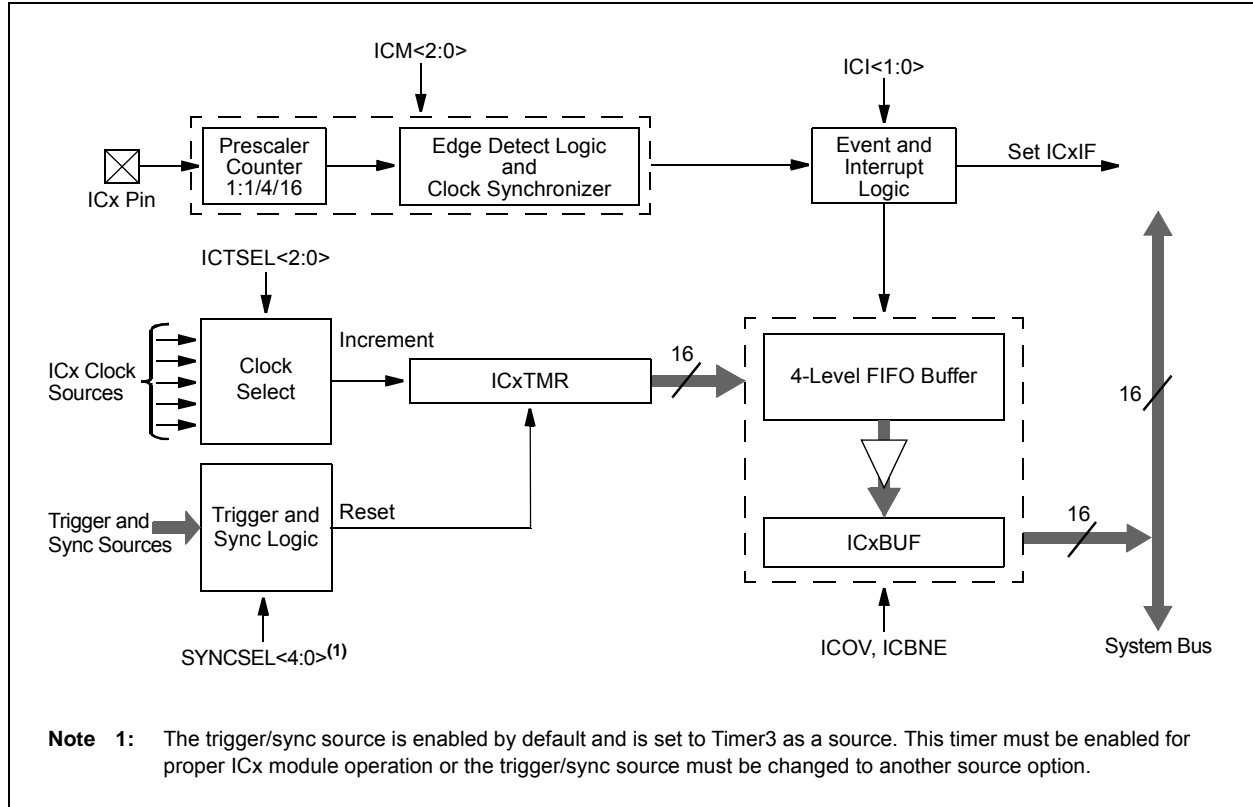 ICM<2:0>
ICI<1:0>
Prescaler
Counter
1:1/4/16
Edge Detect Logic
and
Clock Synchronizer
Event and
Interrupt
Logic
Set ICxIF
ICx Pin
ICTSEL<2:0>
ICx Clock
Sources
Clock
Select
Increment
ICxTMR
16
4-Level FIFO Buffer
16
Trigger and
Sync Sources
Trigger and
Sync Logic
Reset
ICxBUF
16
SYNCSEL<4:0>(1)
ICOV, ICBNE
System Bus
Note 1: The trigger/sync source is enabled by default and is set to Timer3 as a source. This timer must be enabled for
proper ICx module operation or the trigger/sync source must be changed to another source option.